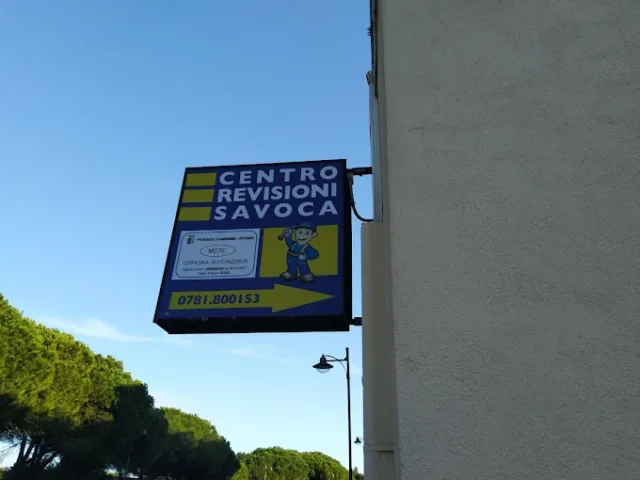 CENTRO
REVISIONI
SAVOCA
MCTC
OFFICINA AUTORIZZATA
0781.800153